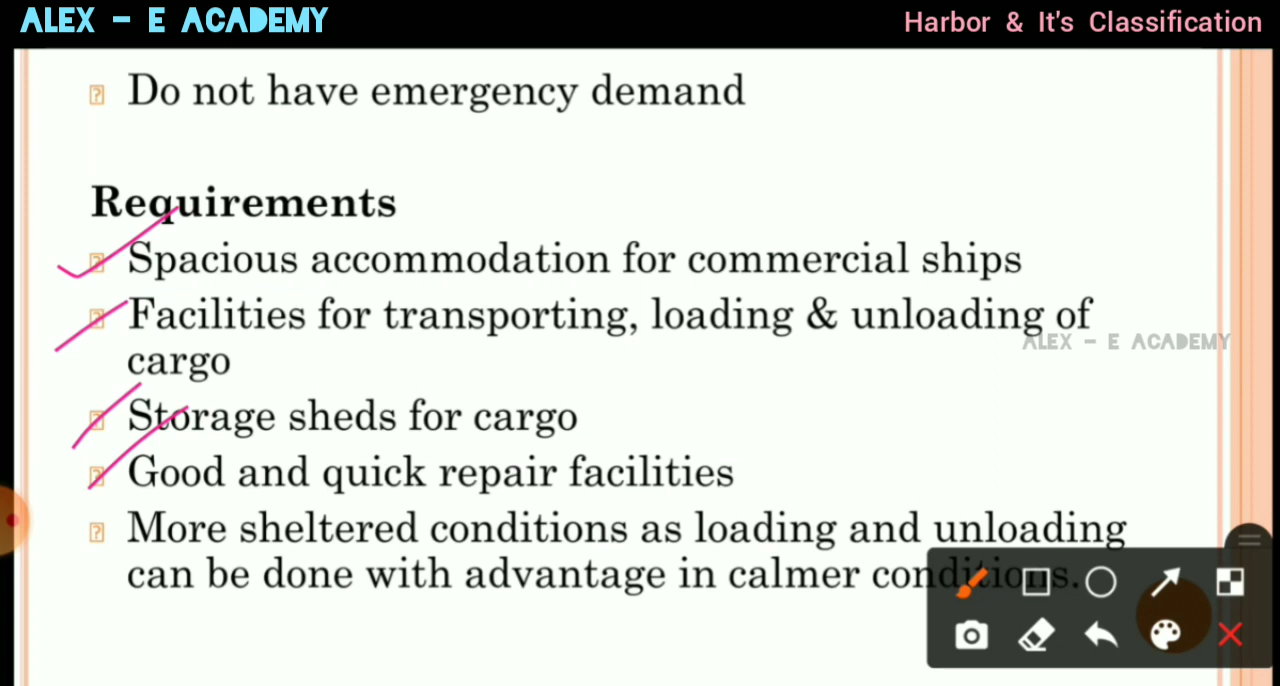 ALEX - E ACADEMY
Harbor & It's Classification
Do not have emergency demand
Requirements
Spacious accommodation for commercial ships
Facilities for transporting, loading & unloading of
cargo
ALEX - E ACADEMY
Storage sheds for cargo
Good and quick repair facilities
More sheltered conditions as loading and unloading
can be done with advantage in calmer conditions.